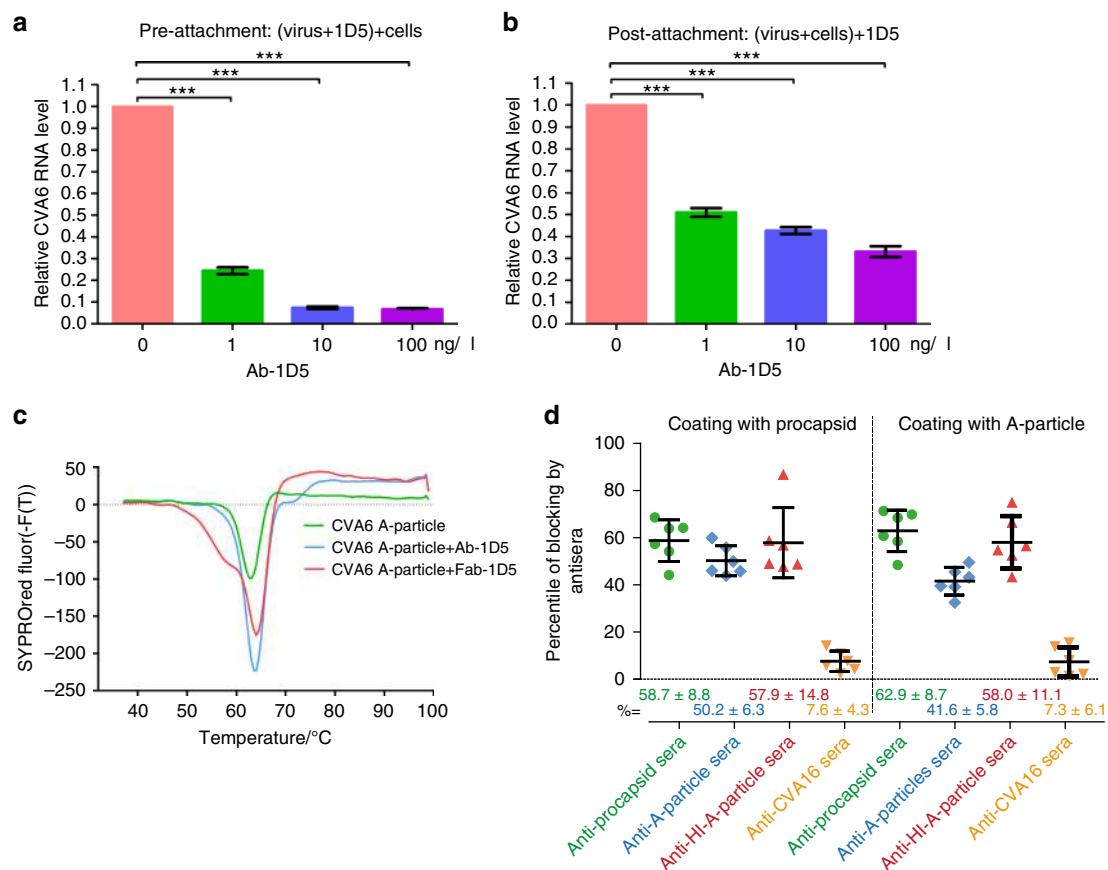 a
Pre-attachment: (virus+1D5)+cells
***
***
***
Relative CVA6 RNA level
1.1
1.0
0.9
0.8
0.7
0.6
0.5
0.4
0.3
0.2
0.1
0.0
0 1 10 100 ng/ l
Ab-1D5
b
Post-attachment: (virus+cells)+1D5
***
***
***
Relative CVA6 RNA level
1.1
1.0
0.9
0.8
0.7
0.6
0.5
0.4
0.3
0.2
0.1
0.0
0 1 10 100 ng/ l
Ab-1D5
c
SYPROred fluor(-F(T))
50
0
−50
−100
−150
−200
−250
40 50 60 70 80 90 100
Temperature/°C
CVA6 A-particle
CVA6 A-particle+Ab-1D5
CVA6 A-particle+Fab-1D5
d
Coating with procapsid Coating with A-particle
Percentile of blocking by
antisera
100
80
60
40
20
0
58.7 ± 8.8 57.9 ± 14.8 62.9 ± 8.7 58.0 ± 11.1
%= 50.2 ± 6.3 7.6 ± 4.3 41.6 ± 5.8 7.3 ± 6.1
Anti-procapsid sera
Anti-A-particle sera
Anti-HI-A-particle sera
Anti-CVA16 sera
Anti-procapsid sera
Anti-A-particles sera
Anti-HI-A-particle sera
Anti-CVA16 sera